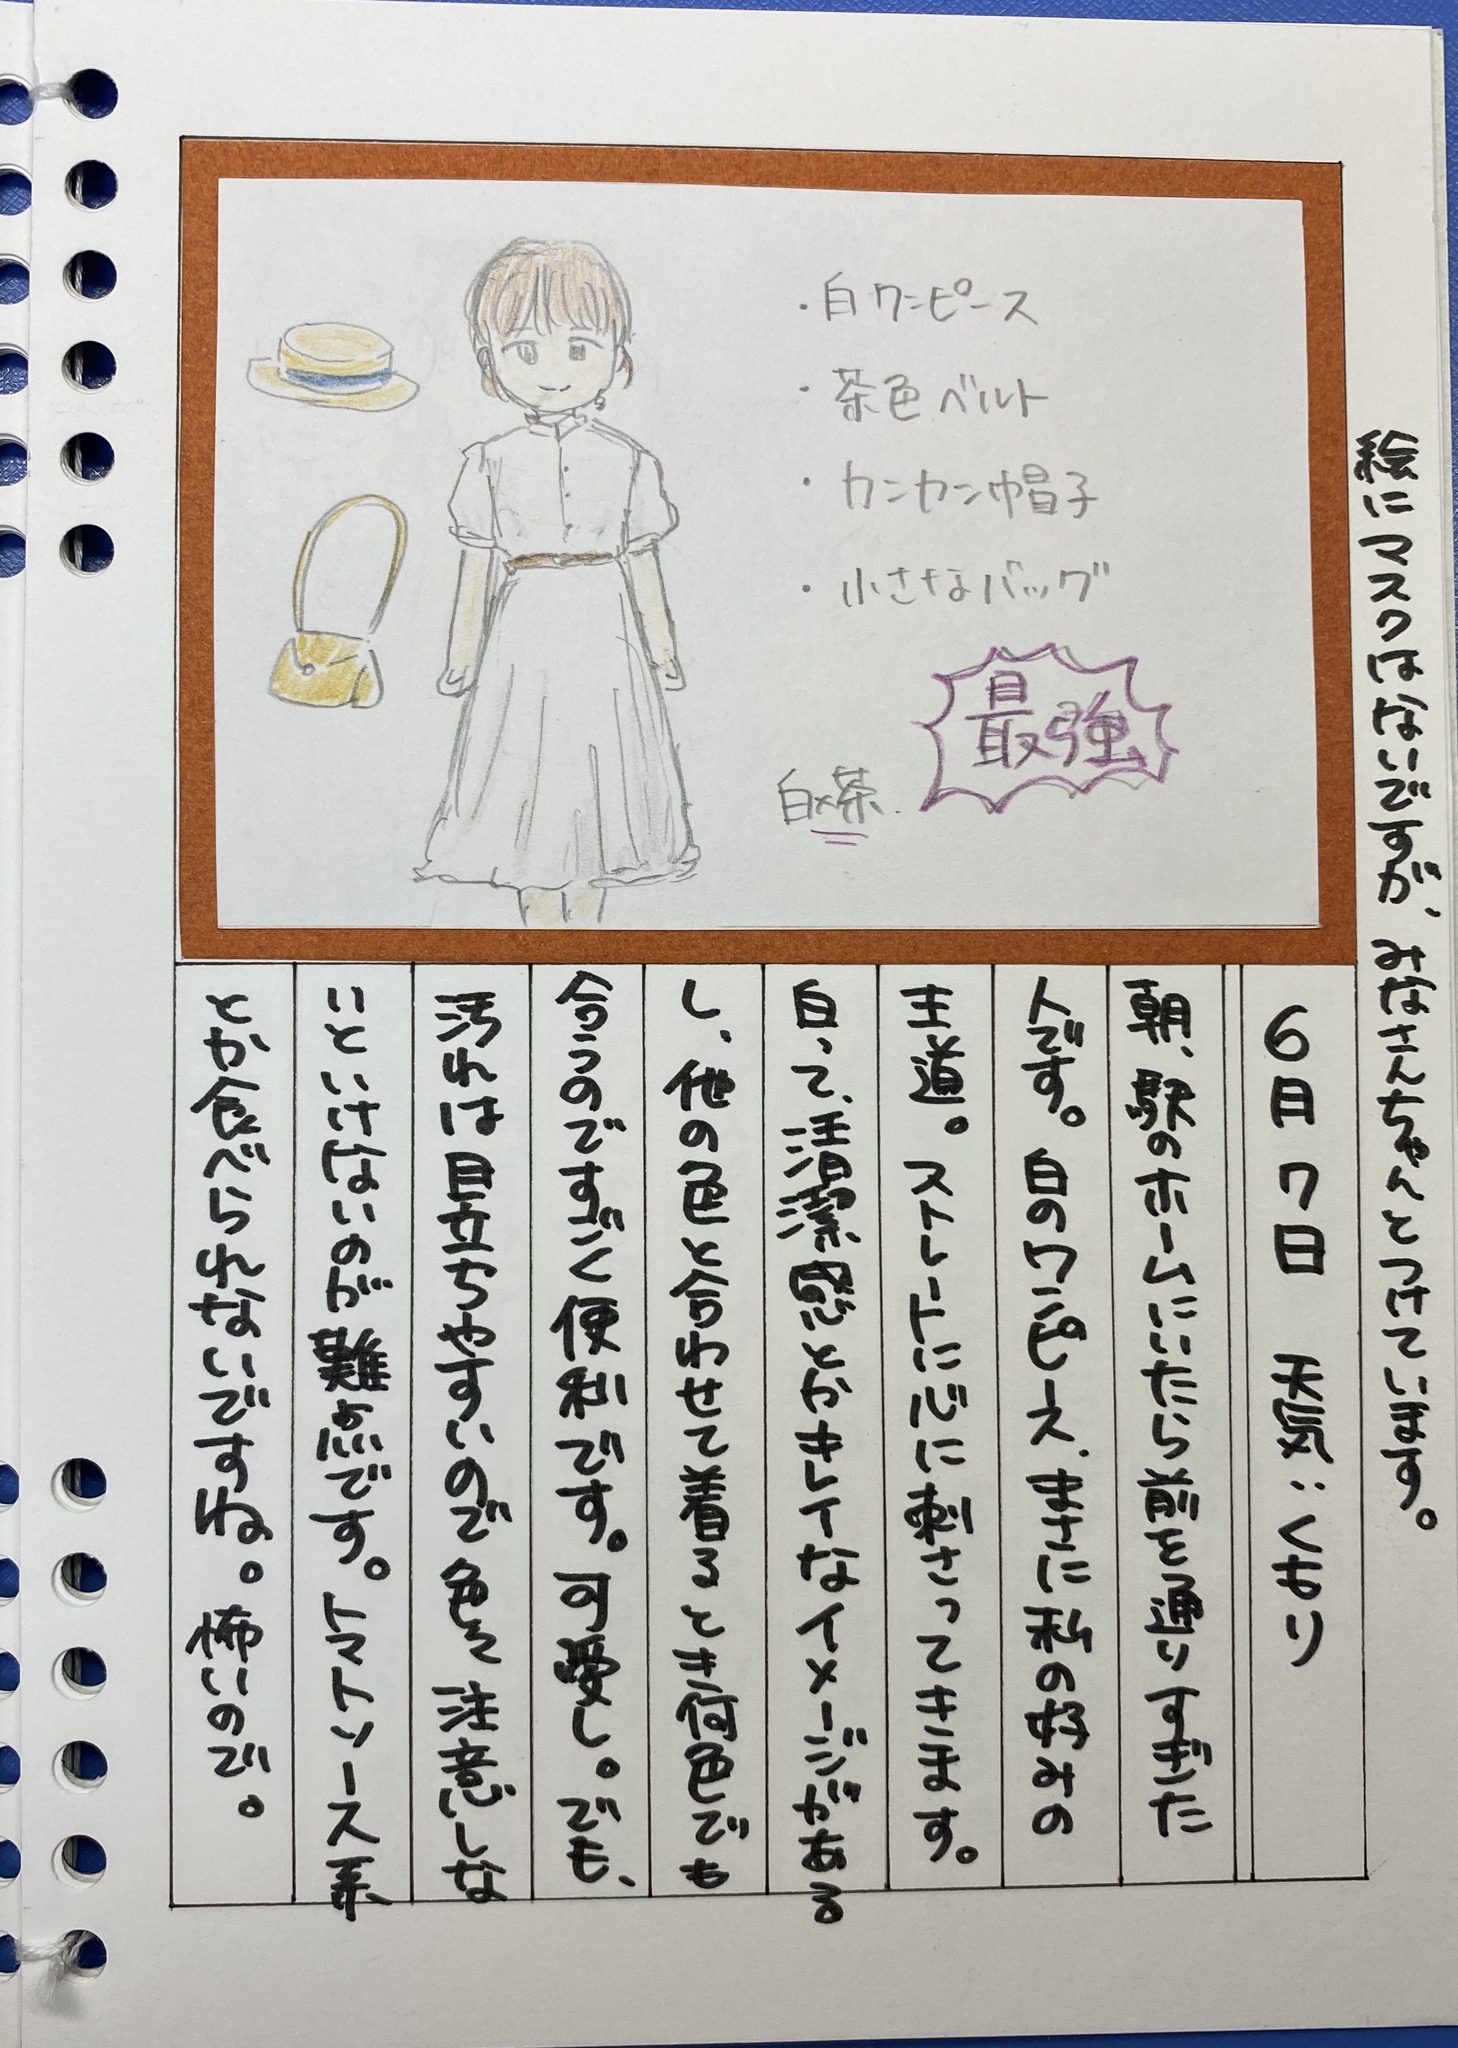 ・白ワンピース
・茶色ベルト
・カンカン帽子
・小さなバッグ
最強
白×茶
絵にマスクはないですが、みなさんちゃんとつけています。
6月7日 天気:くもり
朝、駅のホームにいたら前を通りすぎた
人です。白のワンピース、まさに私の好みの
王道。ストレートに心に刺さってきます。
白って、清潔感とかキレイなイメージがある
し、他の色と合わせて着るとき何色でも
合うのですごく便利です。可愛し。でも、
汚れは目立ちやすいので色々注意しな
いといけないのが難点です。トマトソース系
とか食べられないですね。怖いので。